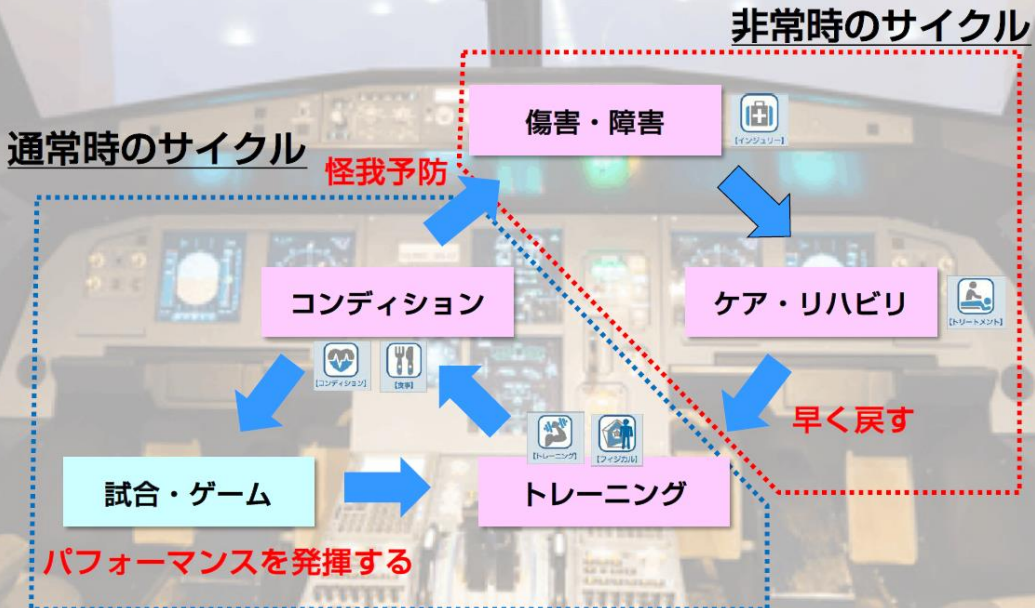 非常時のサイクル
傷害・障害
【インジュリー】
通常時のサイクル
怪我予防
コンディション
ケア・リハビリ
【トリートメント】
【コンディション】
【食事】
早く戻す
【トレーニング】
【フィジカル】
試合・ゲーム
トレーニング
パフォーマンスを発揮する